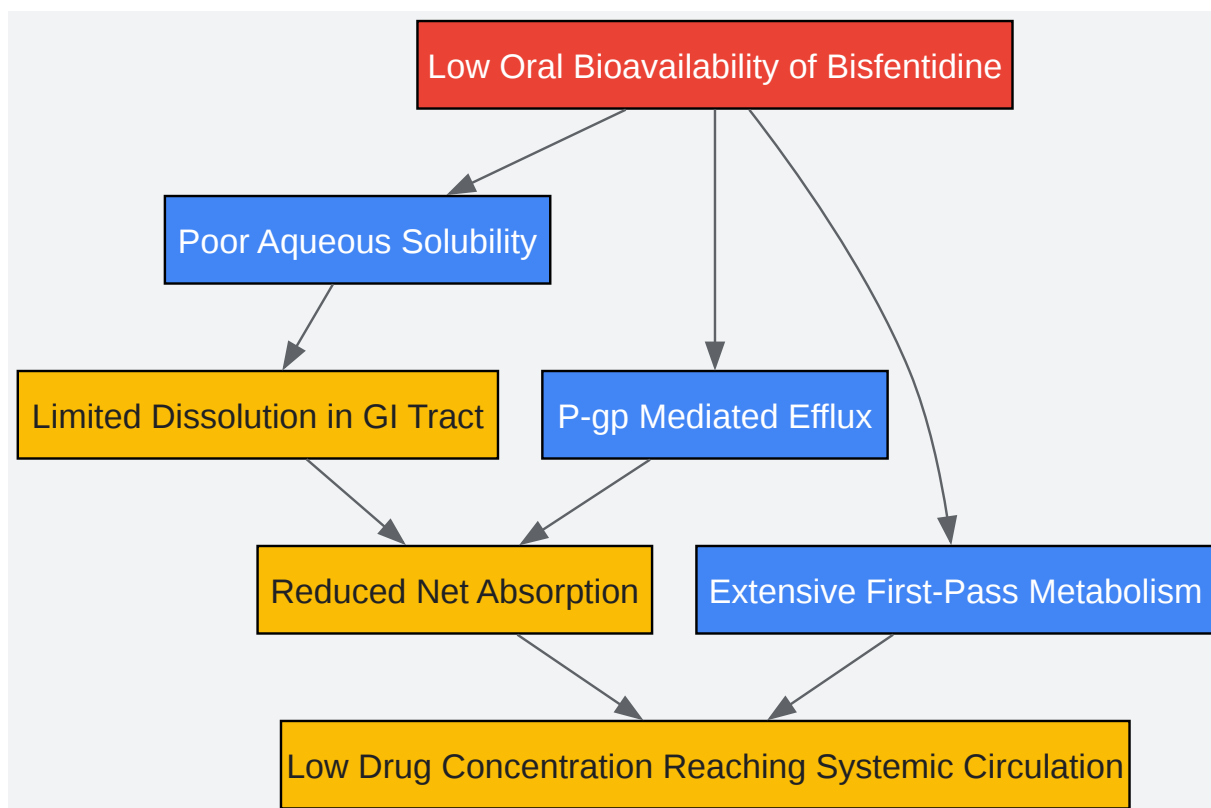 Low Oral Bioavailability of Bisfentidine
Poor Aqueous Solubility
Limited Dissolution in GI Tract
P-gp Mediated Efflux
Reduced Net Absorption
Extensive First-Pass Metabolism
Low Drug Concentration Reaching Systemic Circulation